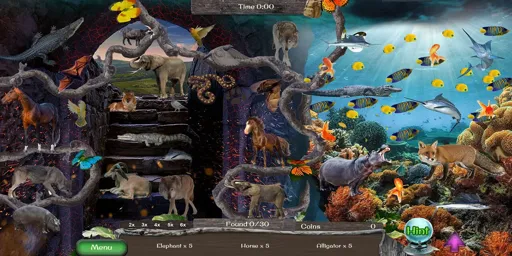 Time 0:00
2x 3x 4x 5x 6x
Found 0/30
Coins 0
Menu
Elephant x 5
Horse x 5
Alligator x 5
Hint